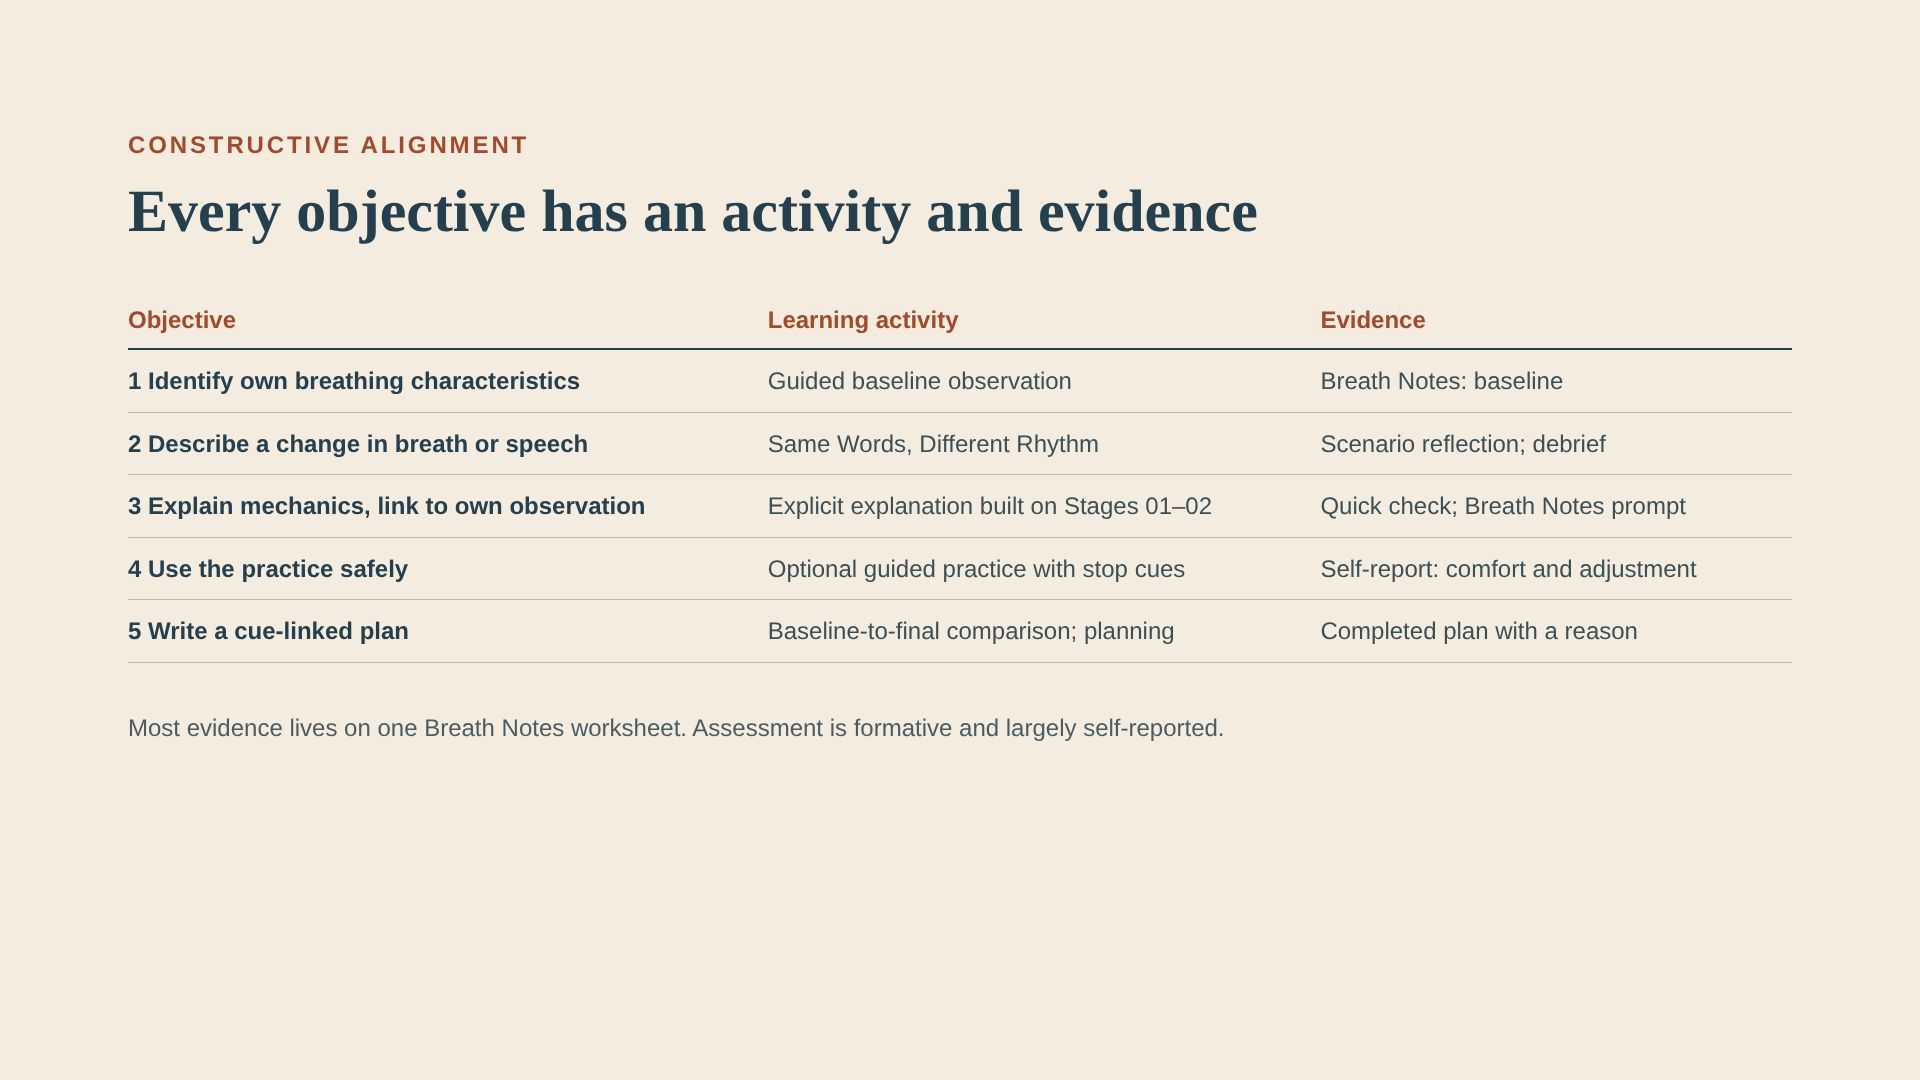 CONSTRUCTIVE ALIGNMENT
Every objective has an activity and evidence
Objective Learning activity Evidence
1 Identify own breathing characteristics Guided baseline observation Breath Notes: baseline
2 Describe a change in breath or speech Same Words, Different Rhythm Scenario reflection; debrief
3 Explain mechanics, link to own observation Explicit explanation built on Stages 01–02 Quick check; Breath Notes prompt
4 Use the practice safely Optional guided practice with stop cues Self-report: comfort and adjustment
5 Write a cue-linked plan Baseline-to-final comparison; planning Completed plan with a reason
Most evidence lives on one Breath Notes worksheet. Assessment is formative and largely self-reported.